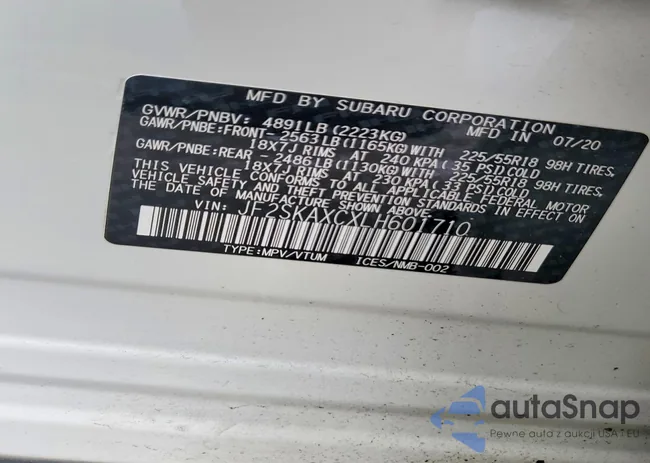 MFD BY SUBARU CORPORATION
MFD IN 07/20
GVWR/PNBV: 4891LB(2223KG)
GAWR/PNBE:FRONT-2563LB(1165KG)WITH 225/55R18 98H TIRES
18x7J RIMS AT 240 KPA(35 PSI)COLD
GAWR/PNBE:REAR -2486LB(1130KG)WITH 225/55R18 98H TIRES
18x7J RIMS AT 230 KPA(33 PSI)COLD
THIS VEHICLE CONFORMS TO ALL APPLICABLE FEDERAL MOTOR
VEHICLE SAFETY AND THEFT PREVENTION STANDARDS IN EFFECT ON
THE DATE OF MANUFACTURE SHOWN ABOVE.
VIN: JF2SKAXCXLH601710
TYPE:MPV/VTUM ICES/NMB-002
autaSnap
Pewne auta z aukcji USA i EU